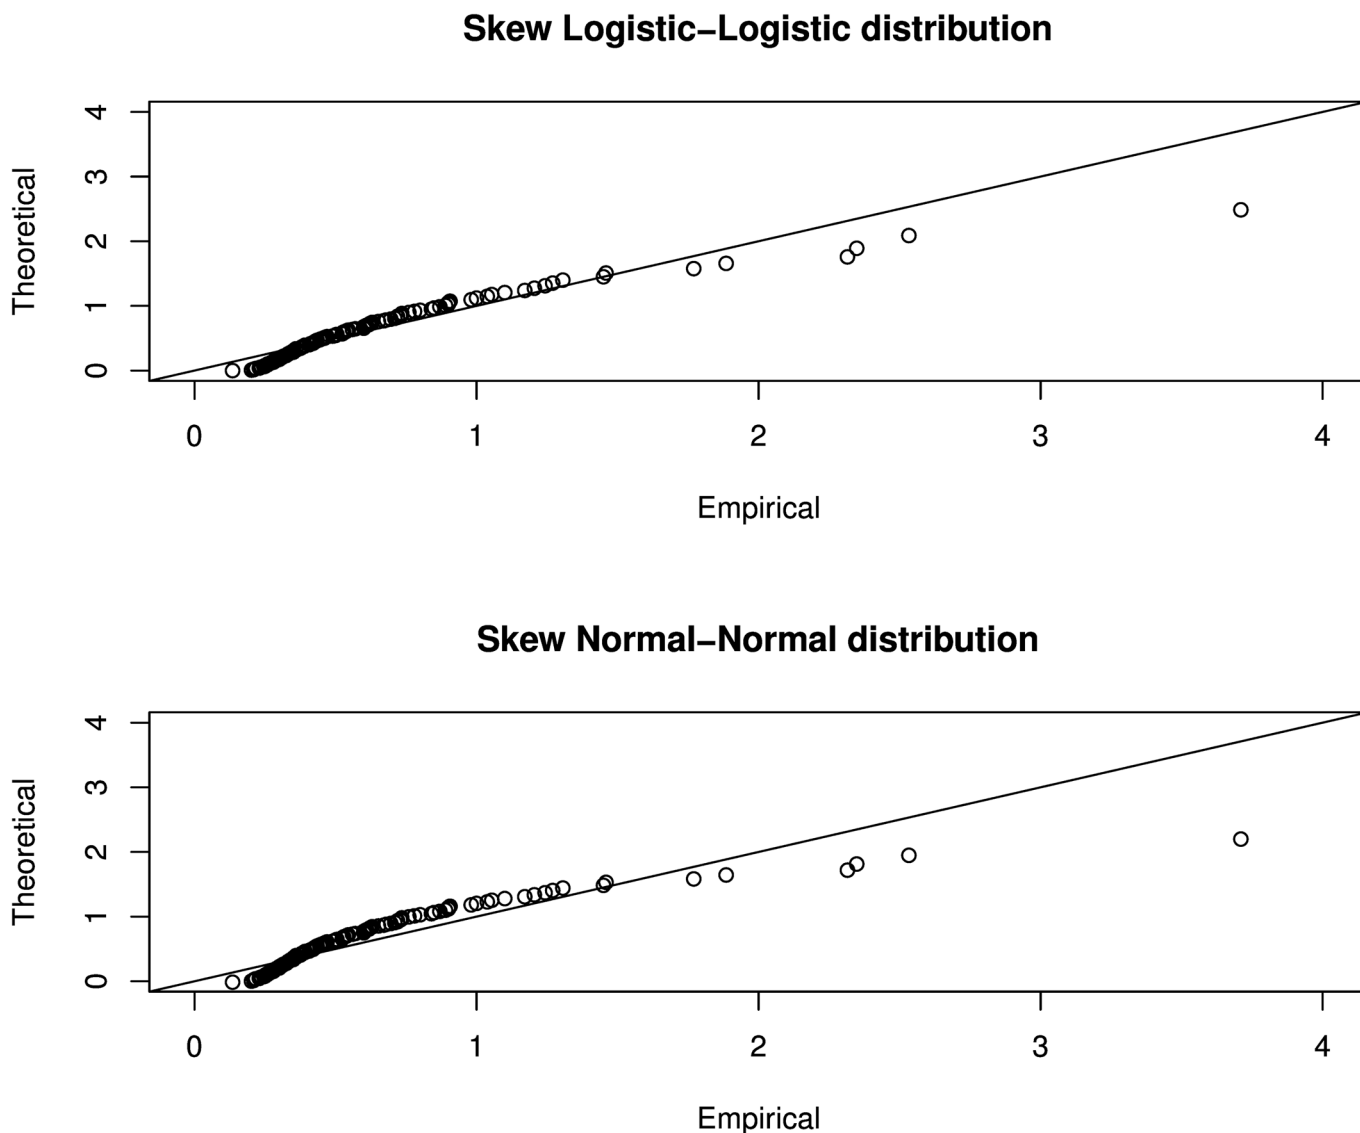 Skew Logistic–Logistic distribution
4
3
2
1
0
Theoretical
0 1 2 3 4
Empirical
Skew Normal–Normal distribution
4
3
2
1
0
Theoretical
0 1 2 3 4
Empirical